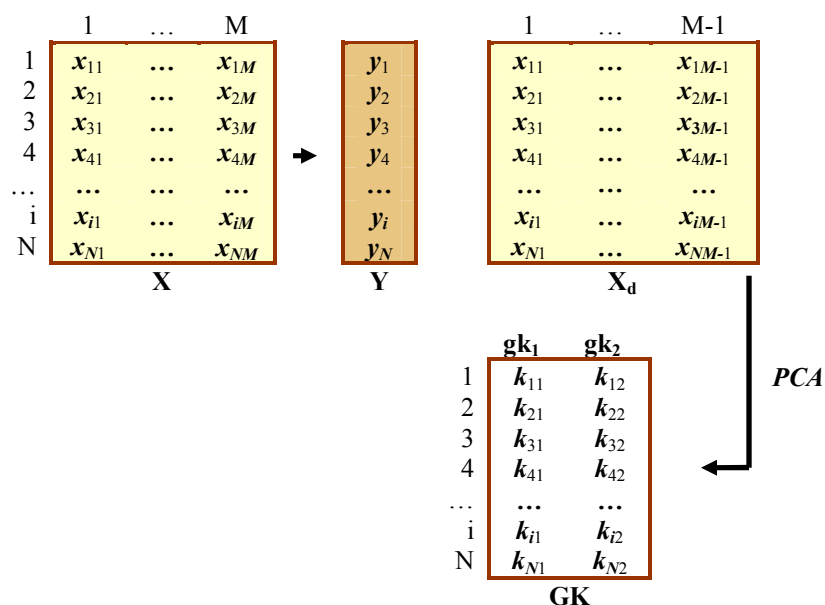 1 … M 1 … M-1
1 x11 ... x1M y1 x11 ... x1M-1
2 x21 ... x2M y2 x21 ... x2M-1
3 x31 ... x3M y3 x31 ... x3M-1
4 x41 ... x4M y4 x41 ... x4M-1
… ... ... ... ... ... ... ...
i xi1 ... xiM yi xi1 ... xiM-1
N xN1 ... xNM yN xN1 ... xNM-1
X Y Xd
gk1 gk2
1 k11 k12 PCA
2 k21 k22
3 k31 k32
4 k41 k42
… ... ...
i ki1 ki2
N kN1 kN2
GK